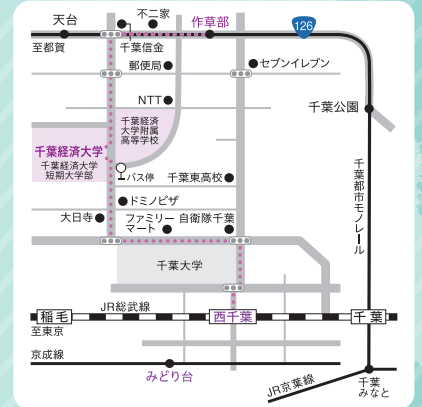 天台
不二家
作草部
126
至都賀
千葉信金
郵便局
セブンイレブン
NTT
千葉公園
千葉経済
大学附属
高等学校
千葉経済大学
千葉経済大学
短期大学部
バス停
千葉東高校
千葉都市モノレール
ドミノピザ
大日寺
ファミリー
マート
自衛隊千葉
千葉大学
JR総武線
稲毛
西千葉
千葉
至東京
京成線
みどり台
JR京葉線
千葉
みなと